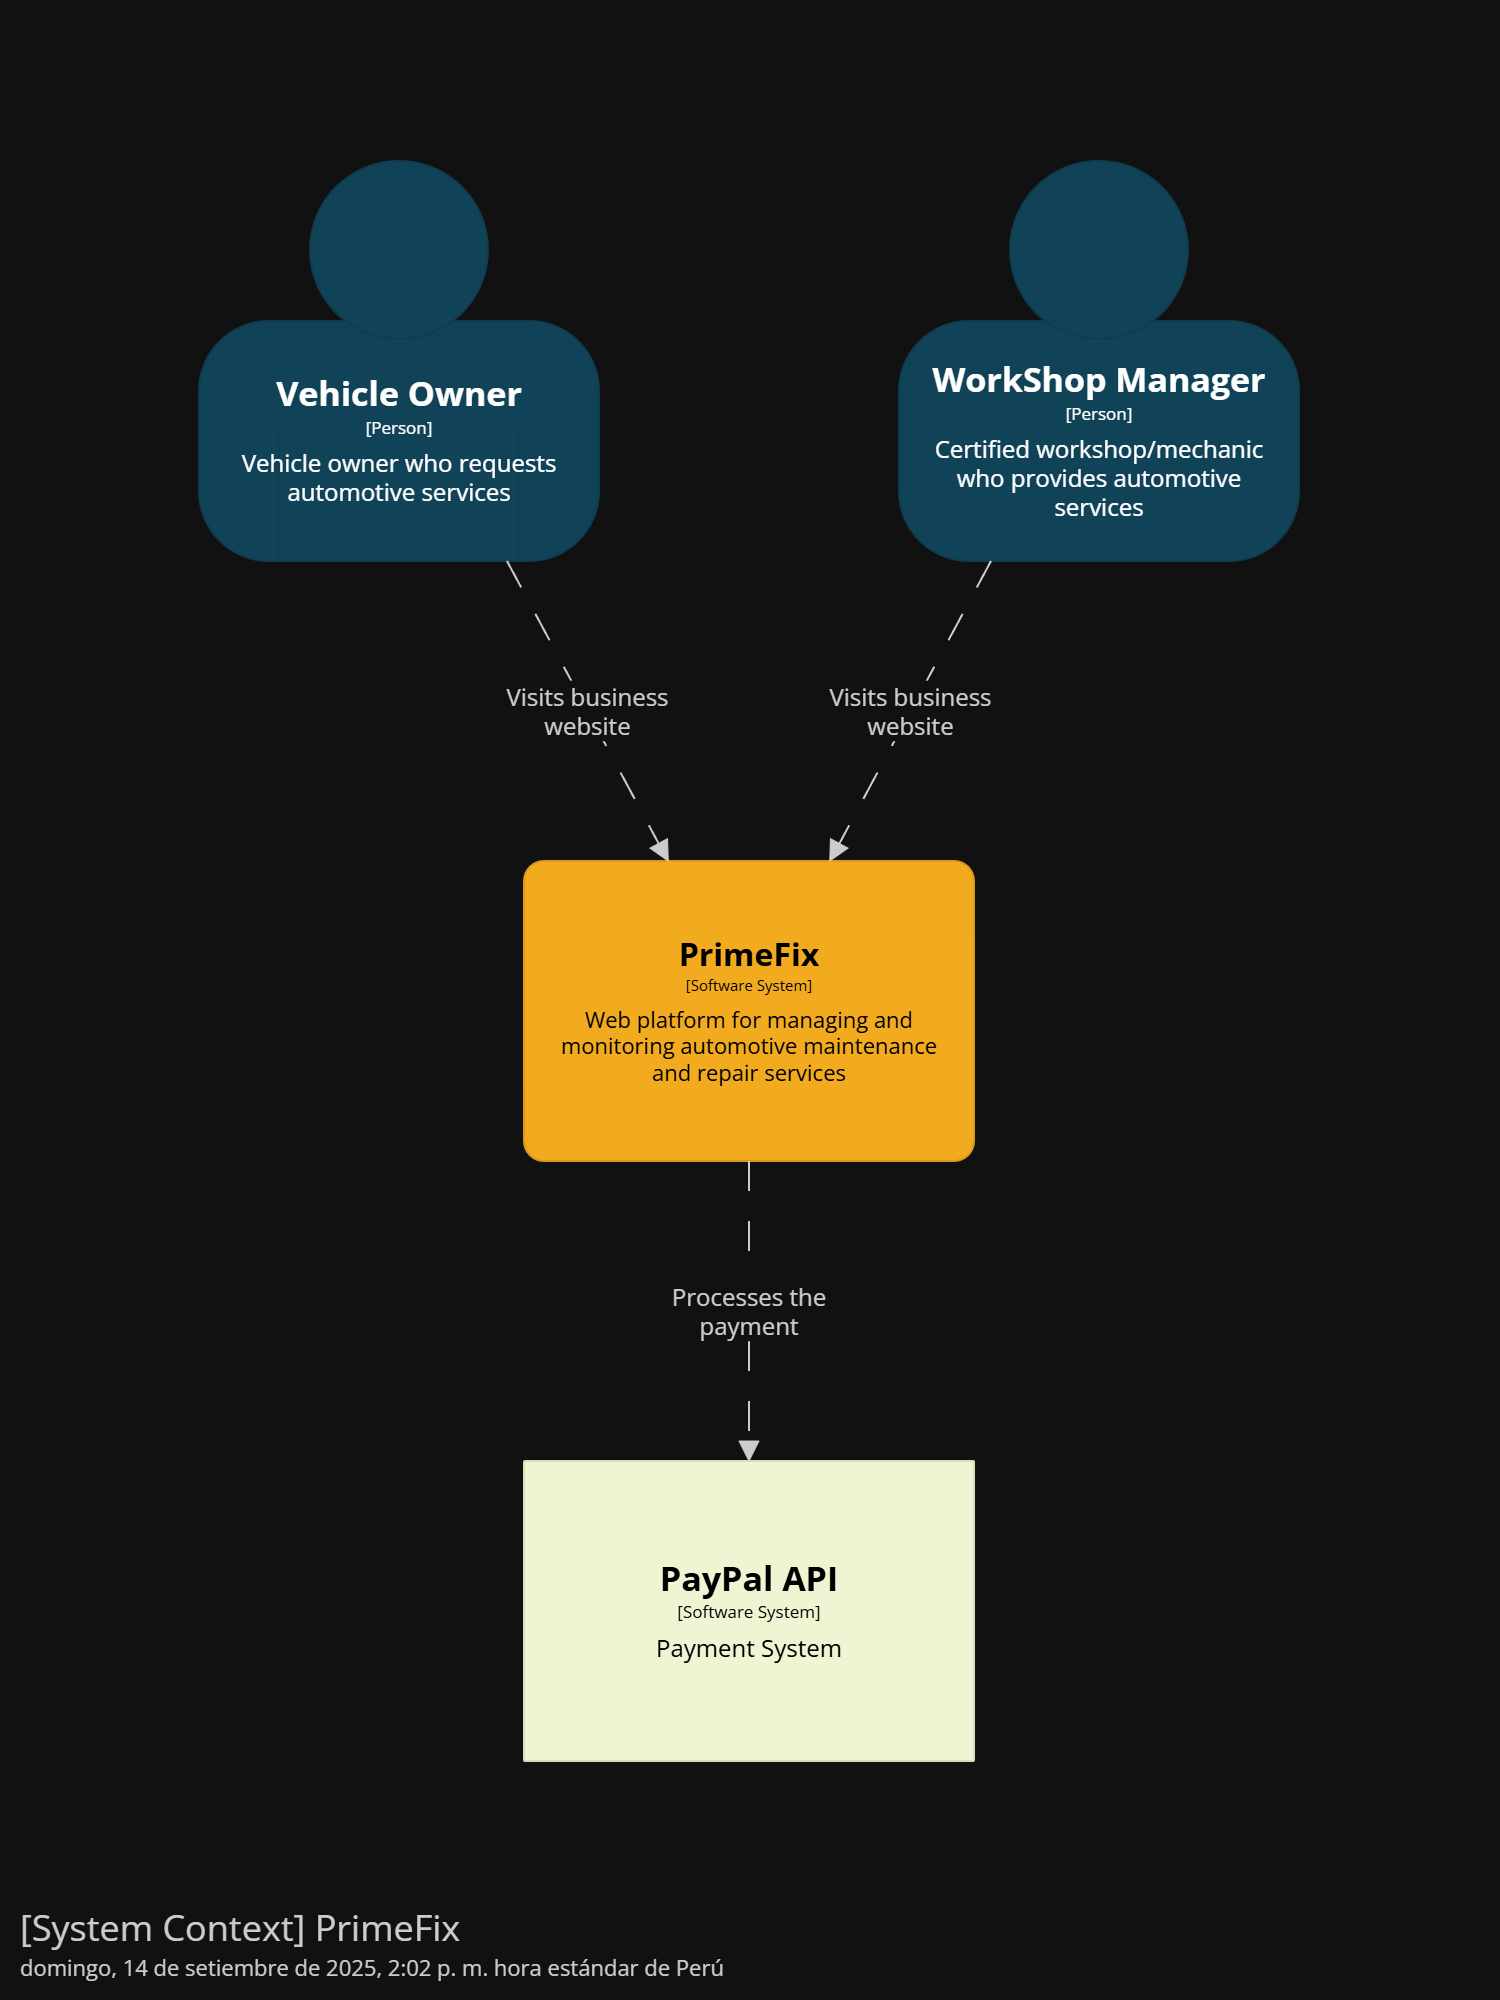 Vehicle Owner
[Person]
Vehicle owner who requests
automotive services
WorkShop Manager
[Person]
Certified workshop/mechanic
who provides automotive
services
Visits business
website
Visits business
website
PrimeFix
[Software System]
Web platform for managing and
monitoring automotive maintenance
and repair services
Processes the
payment
PayPal API
[Software System]
Payment System
[System Context] PrimeFix
domingo, 14 de setiembre de 2025, 2:02 p. m. hora estándar de Perú